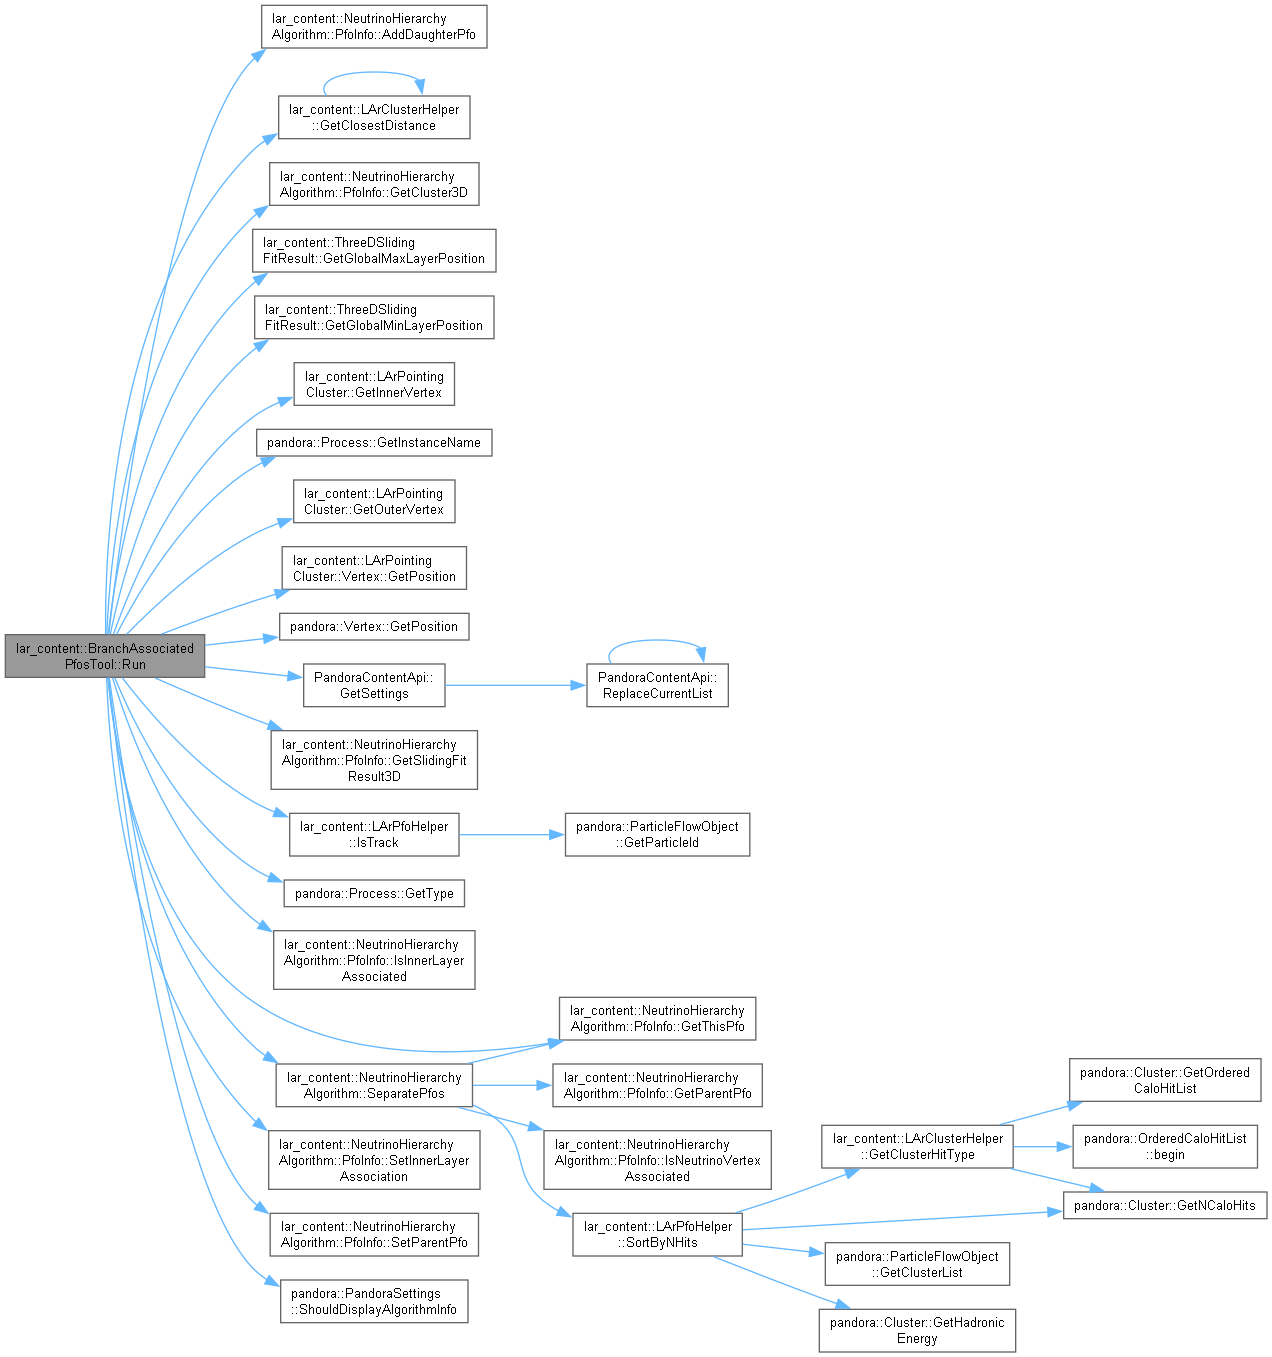 lar_content::NeutrinoHierarchy
Algorithm::PfoInfo::AddDaughterPfo
lar_content::LArClusterHelper
::GetClosestDistance
lar_content::NeutrinoHierarchy
Algorithm::PfoInfo::GetCluster3D
lar_content::ThreeDSliding
FitResult::GetGlobalMaxLayerPosition
lar_content::ThreeDSliding
FitResult::GetGlobalMinLayerPosition
lar_content::LArPointing
Cluster::GetInnerVertex
pandora::Process::GetInstanceName
lar_content::LArPointing
Cluster::GetOuterVertex
lar_content::LArPointing
Cluster::Vertex::GetPosition
pandora::Vertex::GetPosition
lar_content::BranchAssociated
PfosTool::Run
PandoraContentApi::
GetSettings
PandoraContentApi::
ReplaceCurrentList
lar_content::NeutrinoHierarchy
Algorithm::PfoInfo::GetSlidingFit
Result3D
lar_content::LArPfoHelper
::IsTrack
pandora::ParticleFlowObject
::GetParticleId
pandora::Process::GetType
lar_content::NeutrinoHierarchy
Algorithm::PfoInfo::IsInnerLayer
Associated
lar_content::NeutrinoHierarchy
Algorithm::PfoInfo::GetThisPfo
lar_content::NeutrinoHierarchy
Algorithm::SeparatePfos
lar_content::NeutrinoHierarchy
Algorithm::PfoInfo::GetParentPfo
pandora::Cluster::GetOrdered
CaloHitList
lar_content::LArClusterHelper
::GetClusterHitType
pandora::OrderedCaloHitList
::begin
lar_content::NeutrinoHierarchy
Algorithm::PfoInfo::SetInnerLayer
Association
lar_content::NeutrinoHierarchy
Algorithm::PfoInfo::IsNeutrinoVertex
Associated
pandora::Cluster::GetNCaloHits
lar_content::NeutrinoHierarchy
Algorithm::PfoInfo::SetParentPfo
lar_content::LArPfoHelper
::SortByNHits
pandora::ParticleFlowObject
::GetClusterList
pandora::PandoraSettings
::ShouldDisplayAlgorithmInfo
pandora::Cluster::GetHadronic
Energy